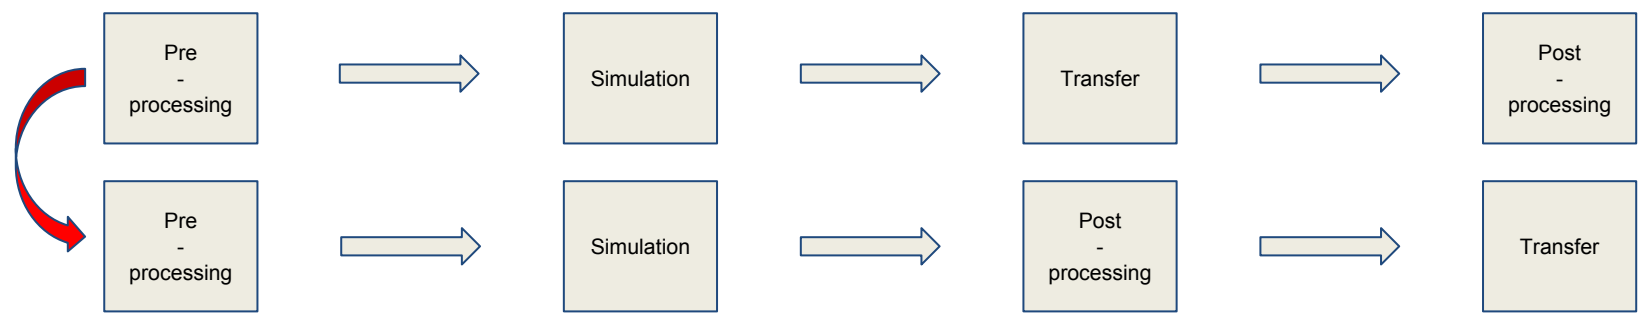 Pre
-
processing
Simulation
Transfer
Post
-
processing
Pre
-
processing
Simulation
Post
-
processing
Transfer